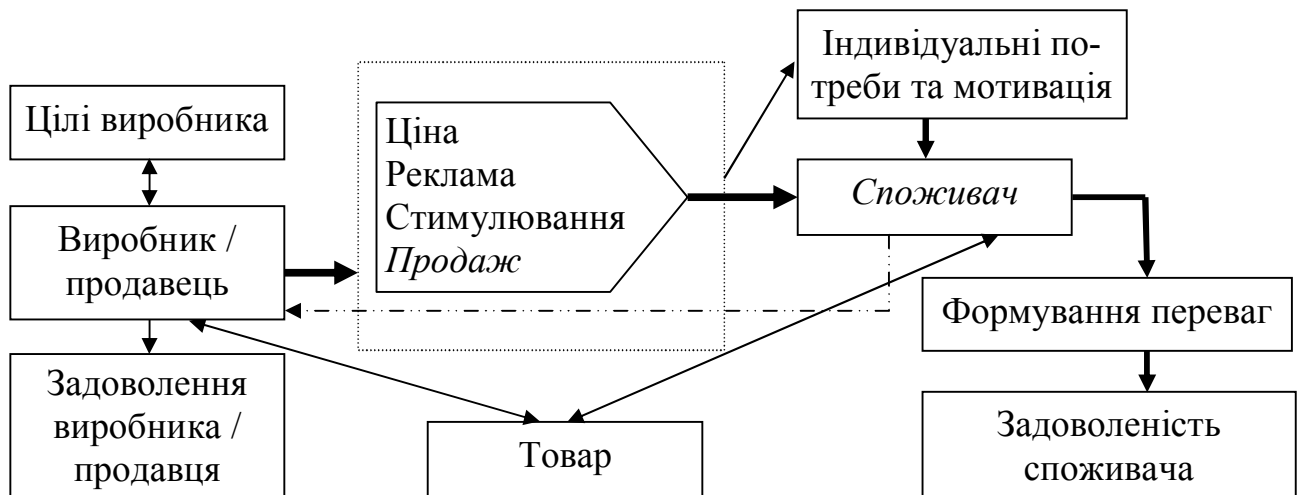 Цілі виробника
Виробник /
продавець
Задоволення
виробника /
продавця
Ціна
Реклама
Стимулювання
Продаж
Товар
Індивідуальні по-
треби та мотивація
Споживач
Формування переваг
Задоволеність
споживача